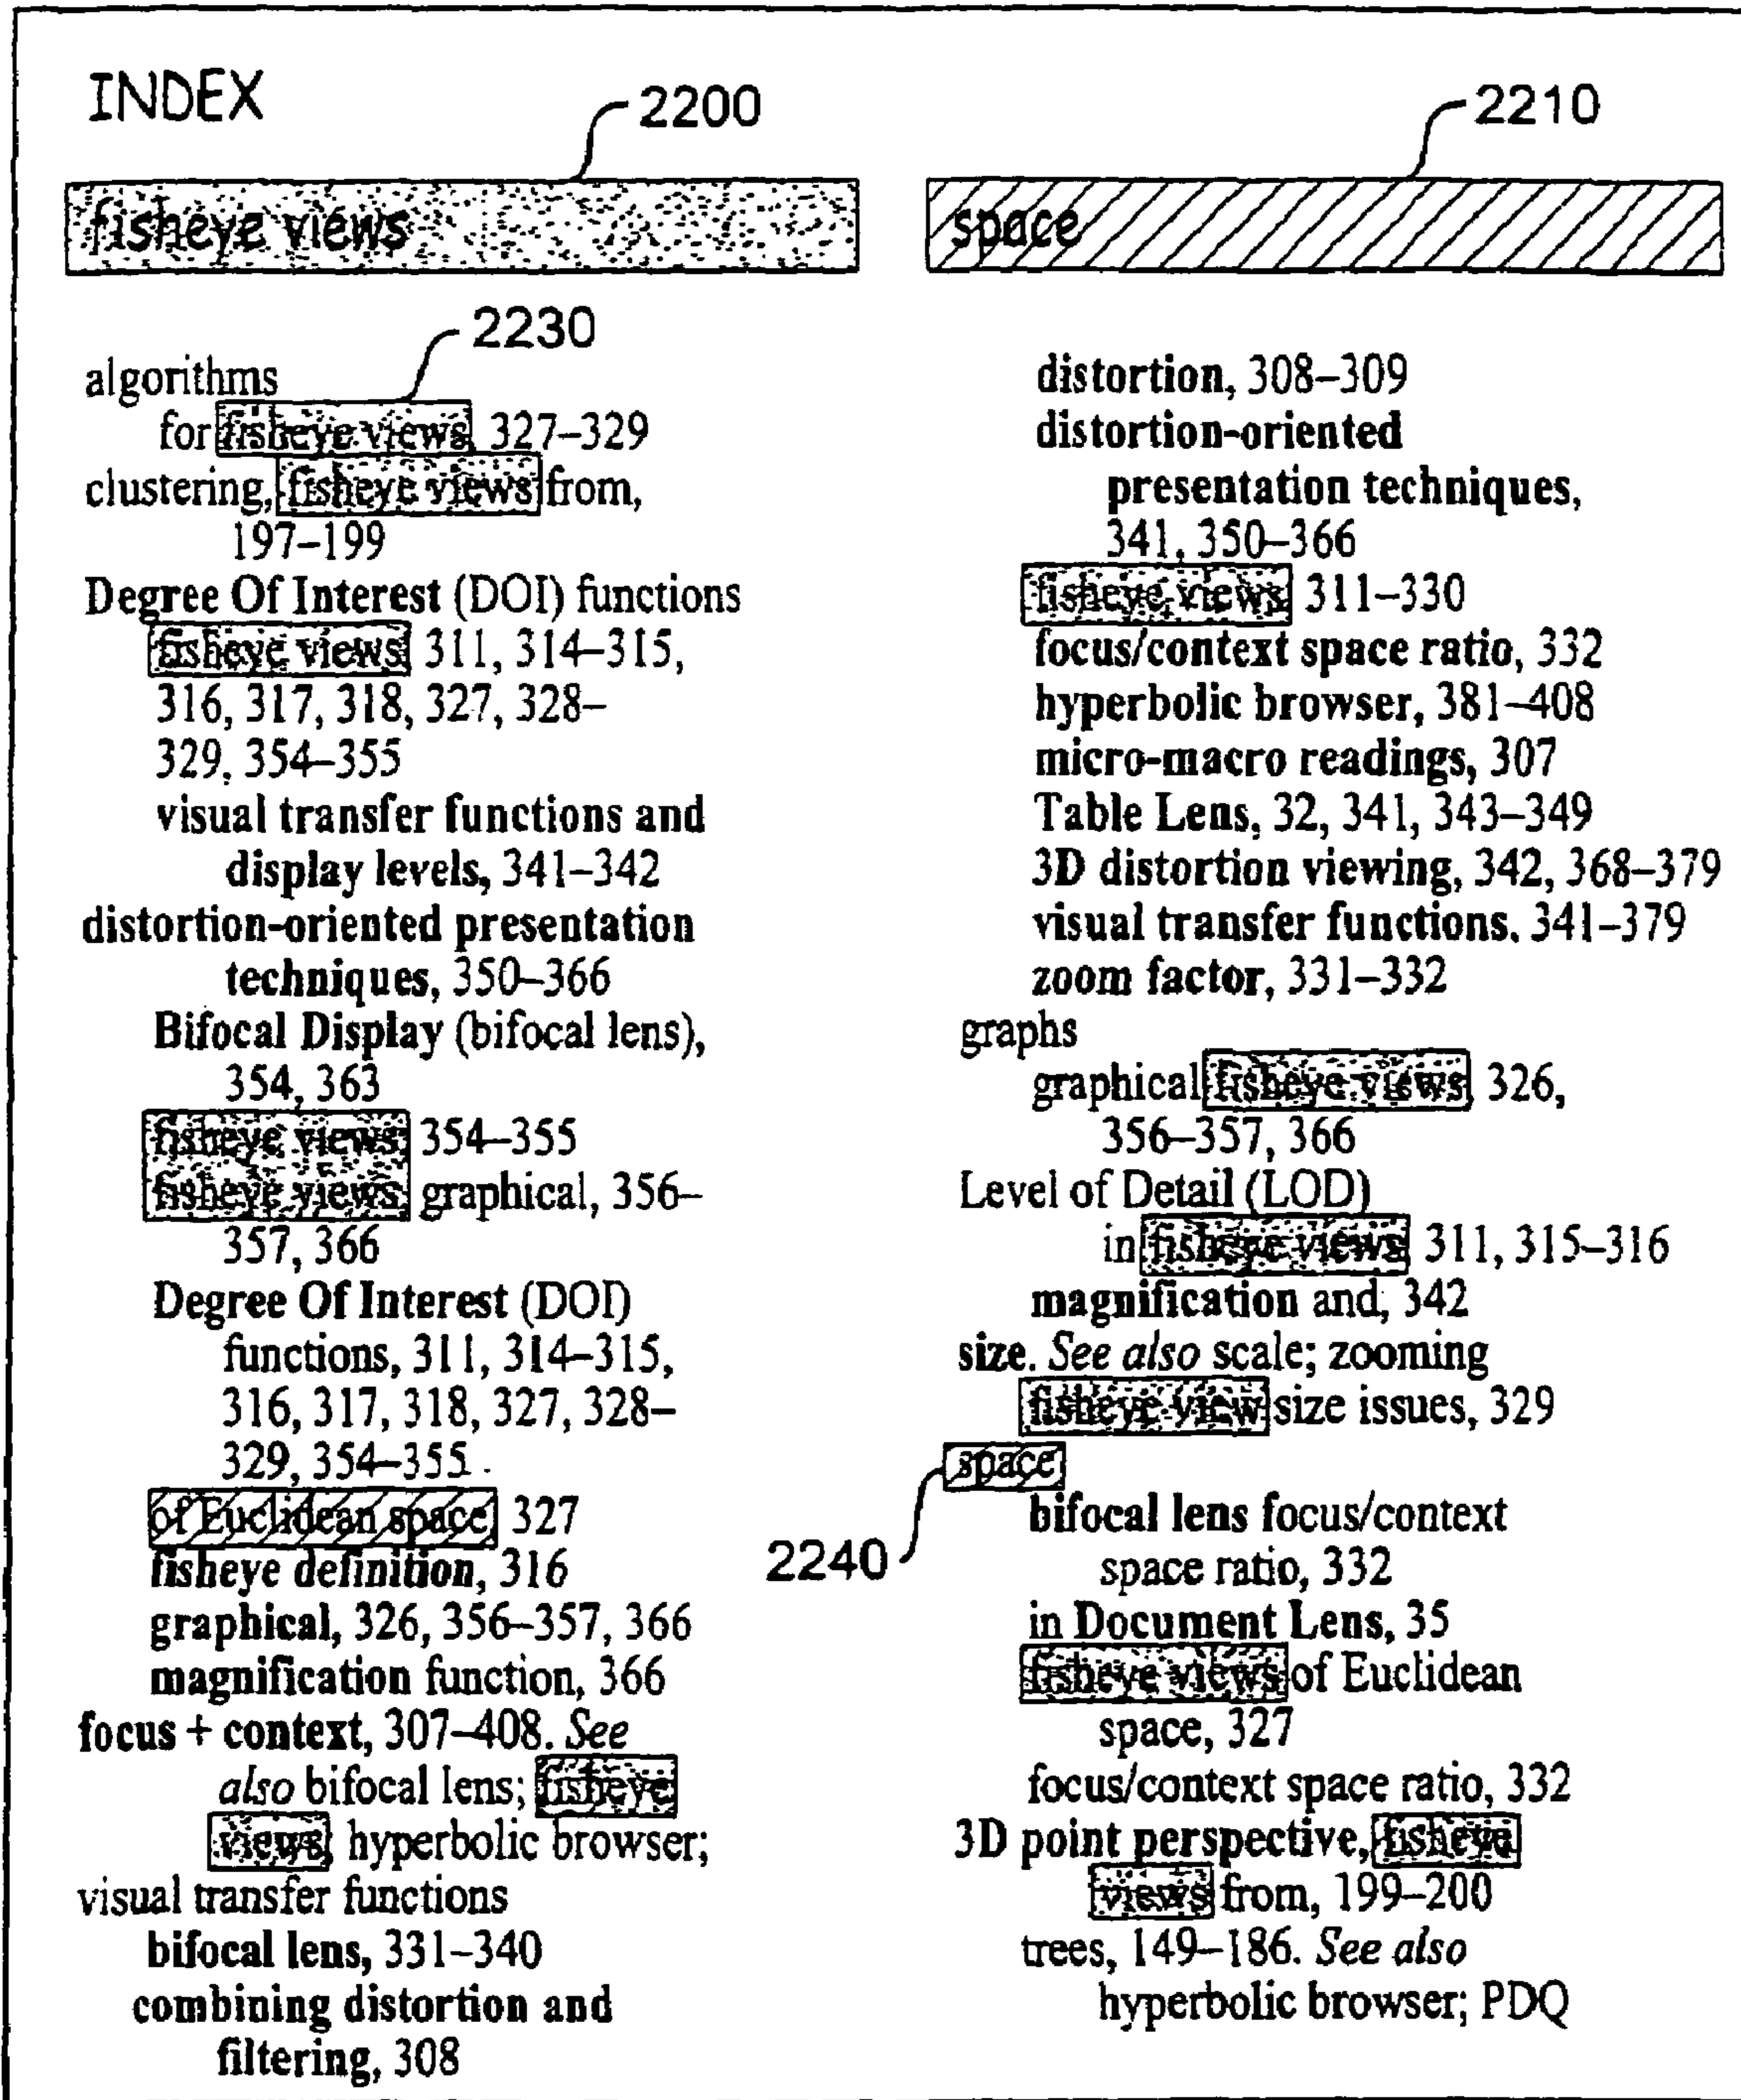 INDEX
2200
2210
fisheye views
space
2230
algorithms
for fisheye views, 327–329
clustering, fisheye views from,
197–199
Degree Of Interest (DOI) functions
fisheye views, 311, 314–315,
316, 317, 318, 327, 328–
329, 354–355
visual transfer functions and
display levels, 341–342
distortion-oriented presentation
techniques, 350–366
Bifocal Display (bifocal lens),
354, 363
fisheye views, 354–355
fisheye views, graphical, 356–
357, 366
Degree Of Interest (DOI)
functions, 311, 314–315,
316, 317, 318, 327, 328–
329, 354–355
of Euclidean space, 327
fisheye definition, 316
graphical, 326, 356–357, 366
magnification function, 366
focus + context, 307–408. See
also bifocal lens; fisheye
views; hyperbolic browser;
visual transfer functions
bifocal lens, 331–340
combining distortion and
filtering, 308
distortion, 308–309
distortion-oriented
presentation techniques,
341, 350–366
fisheye views, 311–330
focus/context space ratio, 332
hyperbolic browser, 381–408
micro-macro readings, 307
Table Lens, 32, 341, 343–349
3D distortion viewing, 342, 368–379
visual transfer functions, 341–379
zoom factor, 331–332
graphs
graphical fisheye views, 326,
356–357, 366
Level of Detail (LOD)
in fisheye views, 311, 315–316
magnification and, 342
size. See also scale; zooming
fisheye view size issues, 329
space
2240
bifocal lens focus/context
space ratio, 332
in Document Lens, 35
fisheye views of Euclidean
space, 327
focus/context space ratio, 332
3D point perspective, fisheye
views from, 199–200
trees, 149–186. See also
hyperbolic browser; PDQ